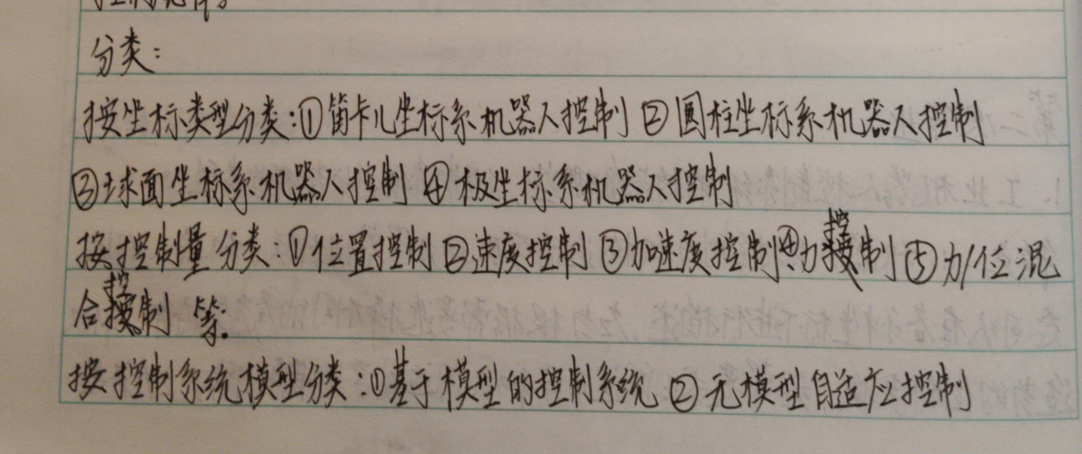 分类:
按坐标类型分类:①笛卡儿坐标系机器人控制 ②圆柱坐标系机器人控制
③球面坐标系机器人控制 ④极坐标系机器人控制
按控制量分类:①位置控制 ②速度控制 ③加速度控制 ④力控制 ⑤力/位混
合控制 等.
按控制系统模型分类:①基于模型的控制系统 ②无模型自适应控制